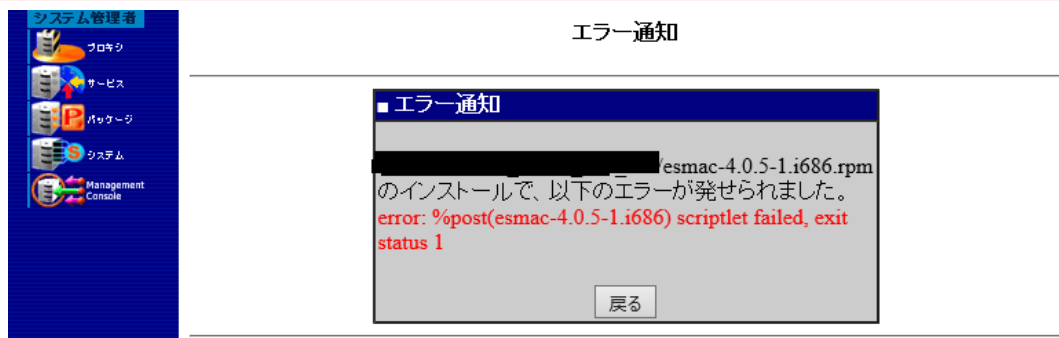 システム管理者
プロキシ
サービス
パッケージ
システム
Management
Console
エラー通知
■エラー通知
/esmac-4.0.5-1.i686.rpm
のインストールで、以下のエラーが発せられました。
error: %post(esmac-4.0.5-1.i686) scriptlet failed, exit
status 1
戻る